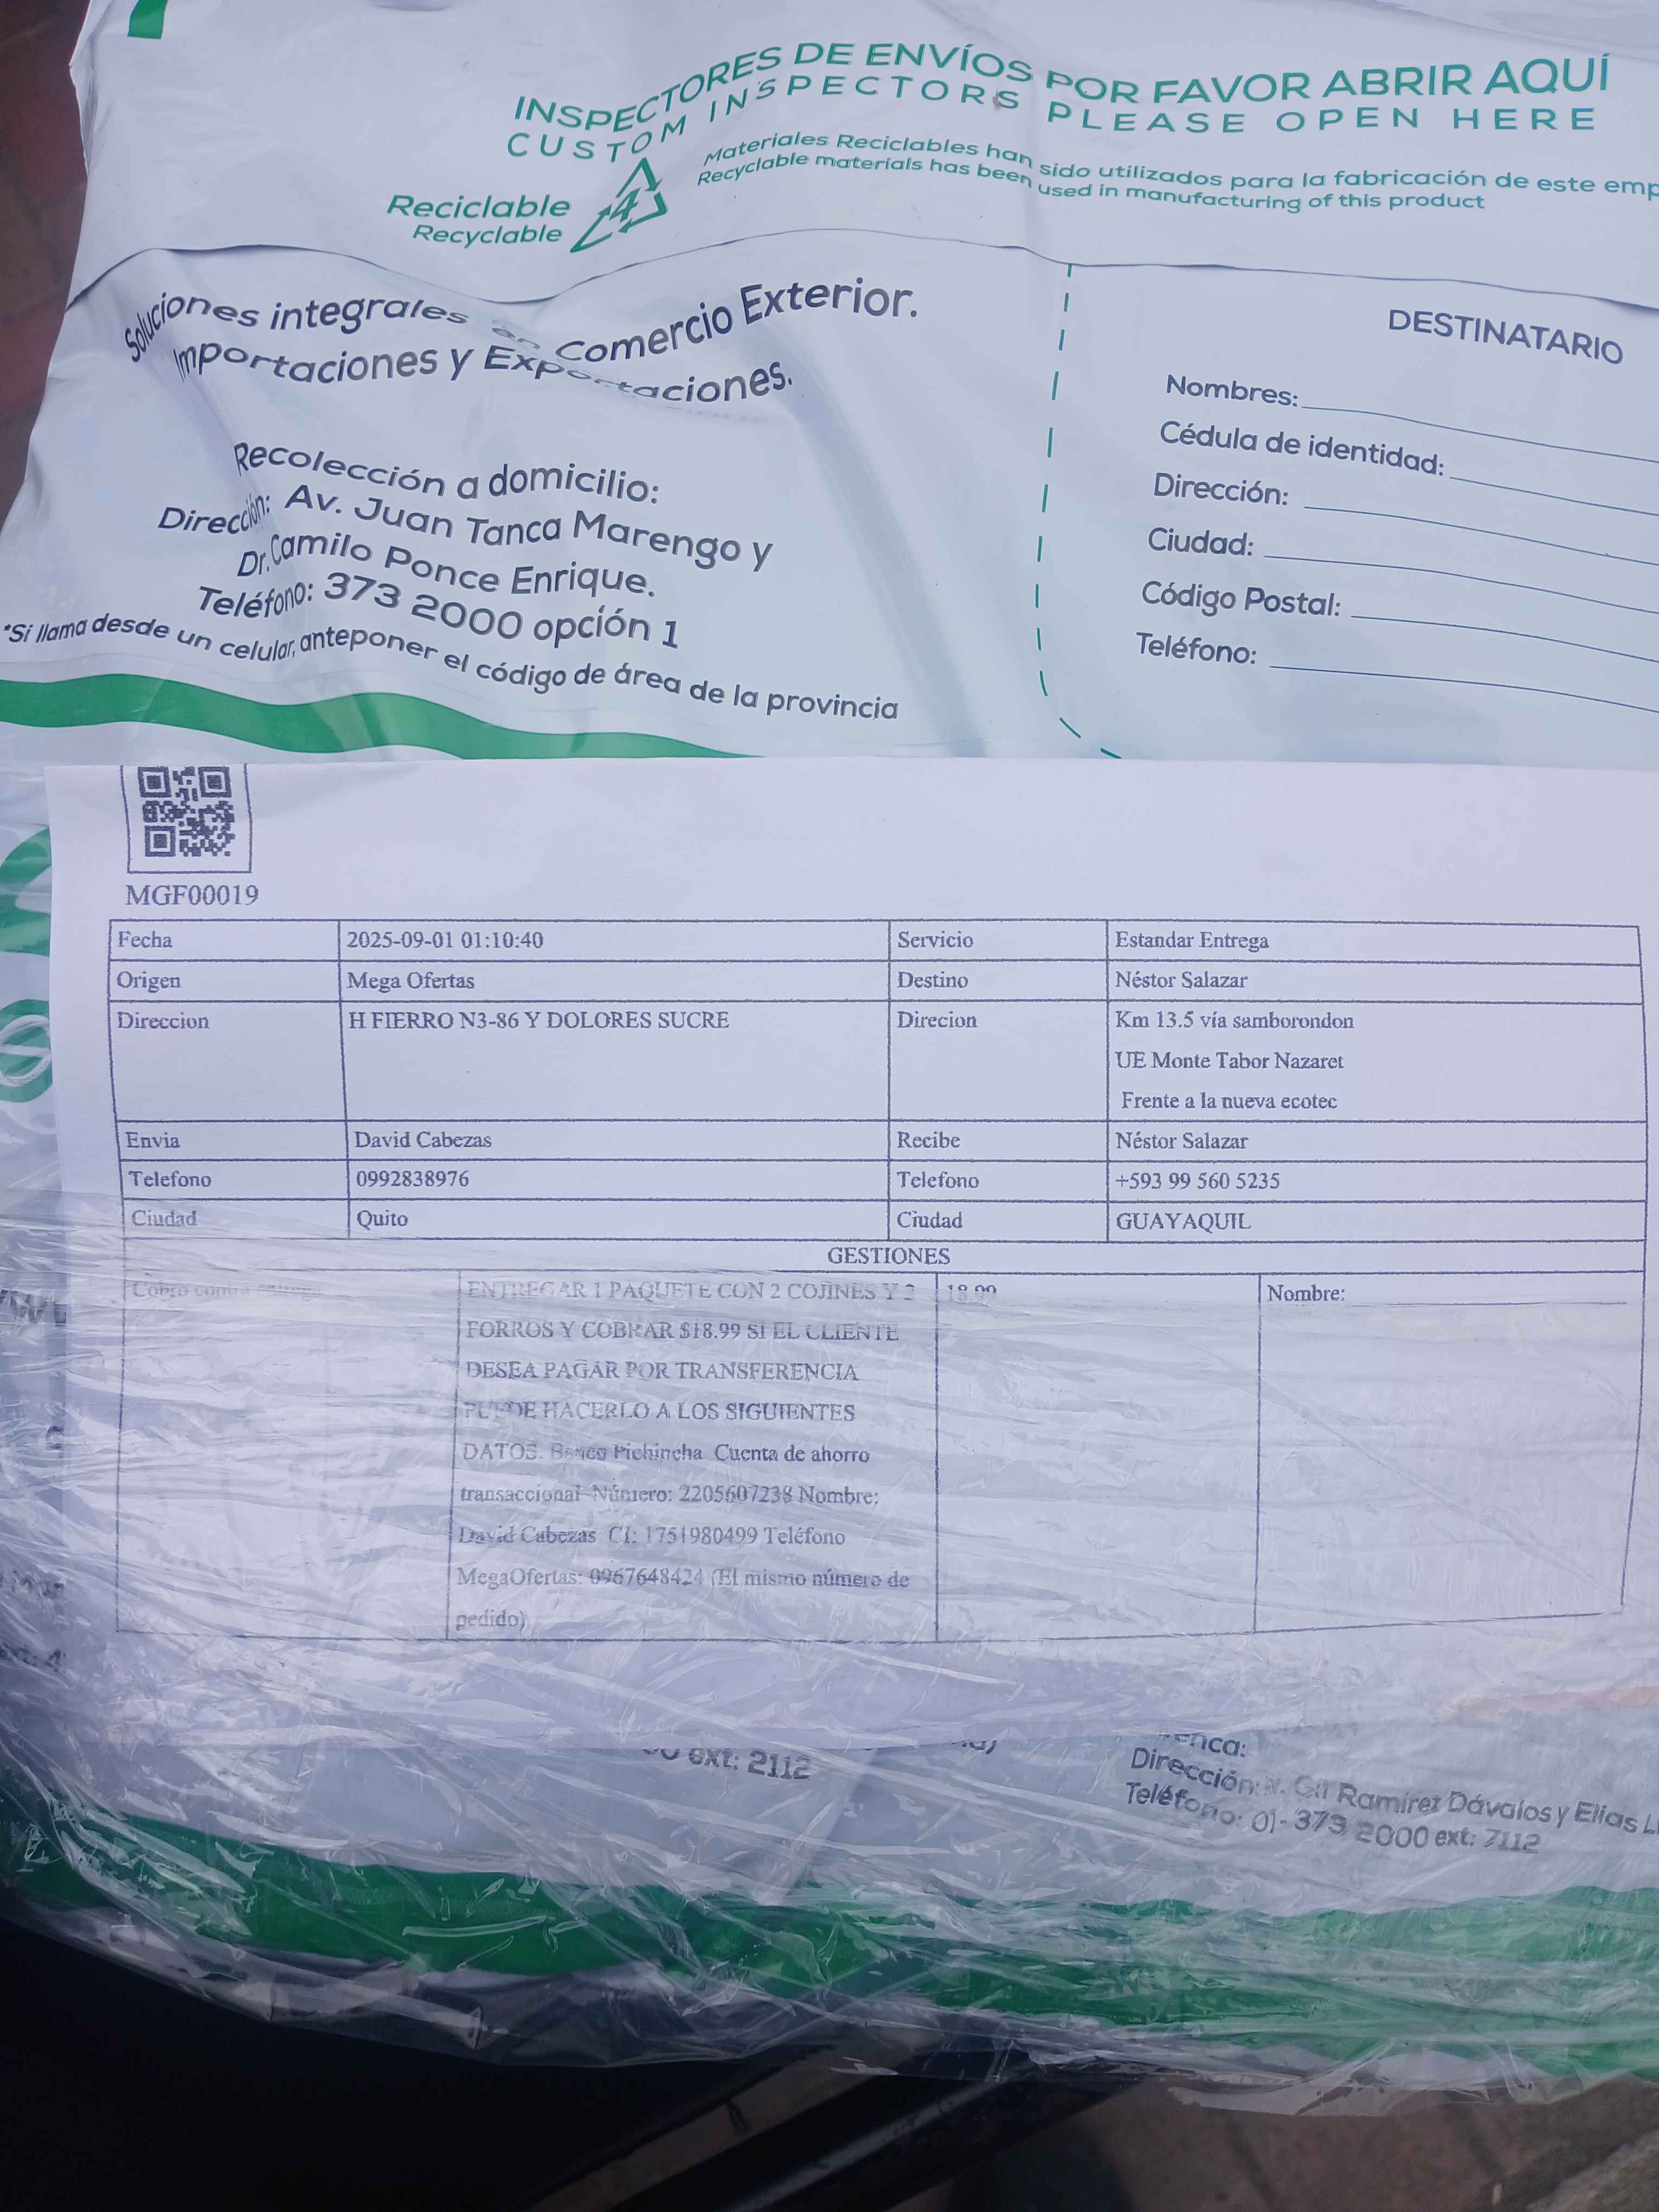 INSPECTORES DE ENVÍOS POR FAVOR ABRIR AQUÍ
CUSTOM INSPECTORS PLEASE OPEN HERE
Materiales Reciclables han sido utilizados para la fabricación de este
Recyclable materials has been used in manufacturing of this product
Reciclable
Recyclable
4
Soluciones integrales en Comercio Exterior.
Importaciones y Exportaciones.
Recolección a domicilio:
Dirección: Av. Juan Tanca Marengo y
Dr. Camilo Ponce Enrique.
Teléfono: 373 2000 opción 1
*Si llama desde un celular, anteponer el código de área de la provincia
DESTINATARIO
Nombres:
Cédula de identidad:
Dirección:
Ciudad:
Código Postal:
Teléfono:
MGF00019
Fecha 2025-09-01 01:10:40 Servicio Estandar Entrega
Origen Mega Ofertas Destino Néstor Salazar
Direccion H FIERRO N3-86 Y DOLORES SUCRE Direcion Km 13.5 vía samborondon
UE Monte Tabor Nazaret
Frente a la nueva ecotec
Envia David Cabezas Recibe Néstor Salazar
Telefono 0992838976 Telefono +593 99 560 5235
Ciudad Quito Ciudad GUAYAQUIL
GESTIONES
Cobro contra entrega ENTREGAR 1 PAQUETE CON 2 COJINES Y 2 18.99 Nombre:
FORROS Y COBRAR $18.99 SI EL CLIENTE
DESEA PAGAR POR TRANSFERENCIA
PUEDE HACERLO A LOS SIGUIENTES
DATOS. Banco Pichincha Cuenta de ahorro
transaccional Número: 2205607238 Nombre:
David Cabezas CI: 1751980499 Teléfono
MegaOfertas: 0967648424 (El mismo número de
pedido)
ext: 2112
Dirección: Gil Ramírez Dávalos y Elias
Teléfono: 01- 373 2000 ext: 7112